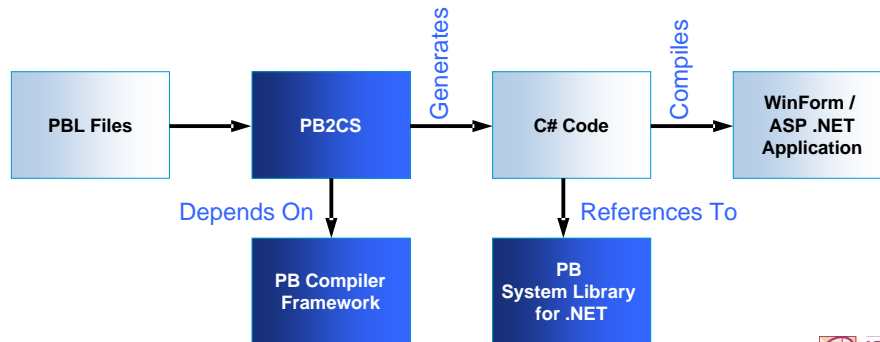 Generates
Compiles
PBL Files
PB2CS
C# Code
WinForm /
ASP .NET
Application
Depends On
References To
PB Compiler
Framework
PB
System Library
for .NET